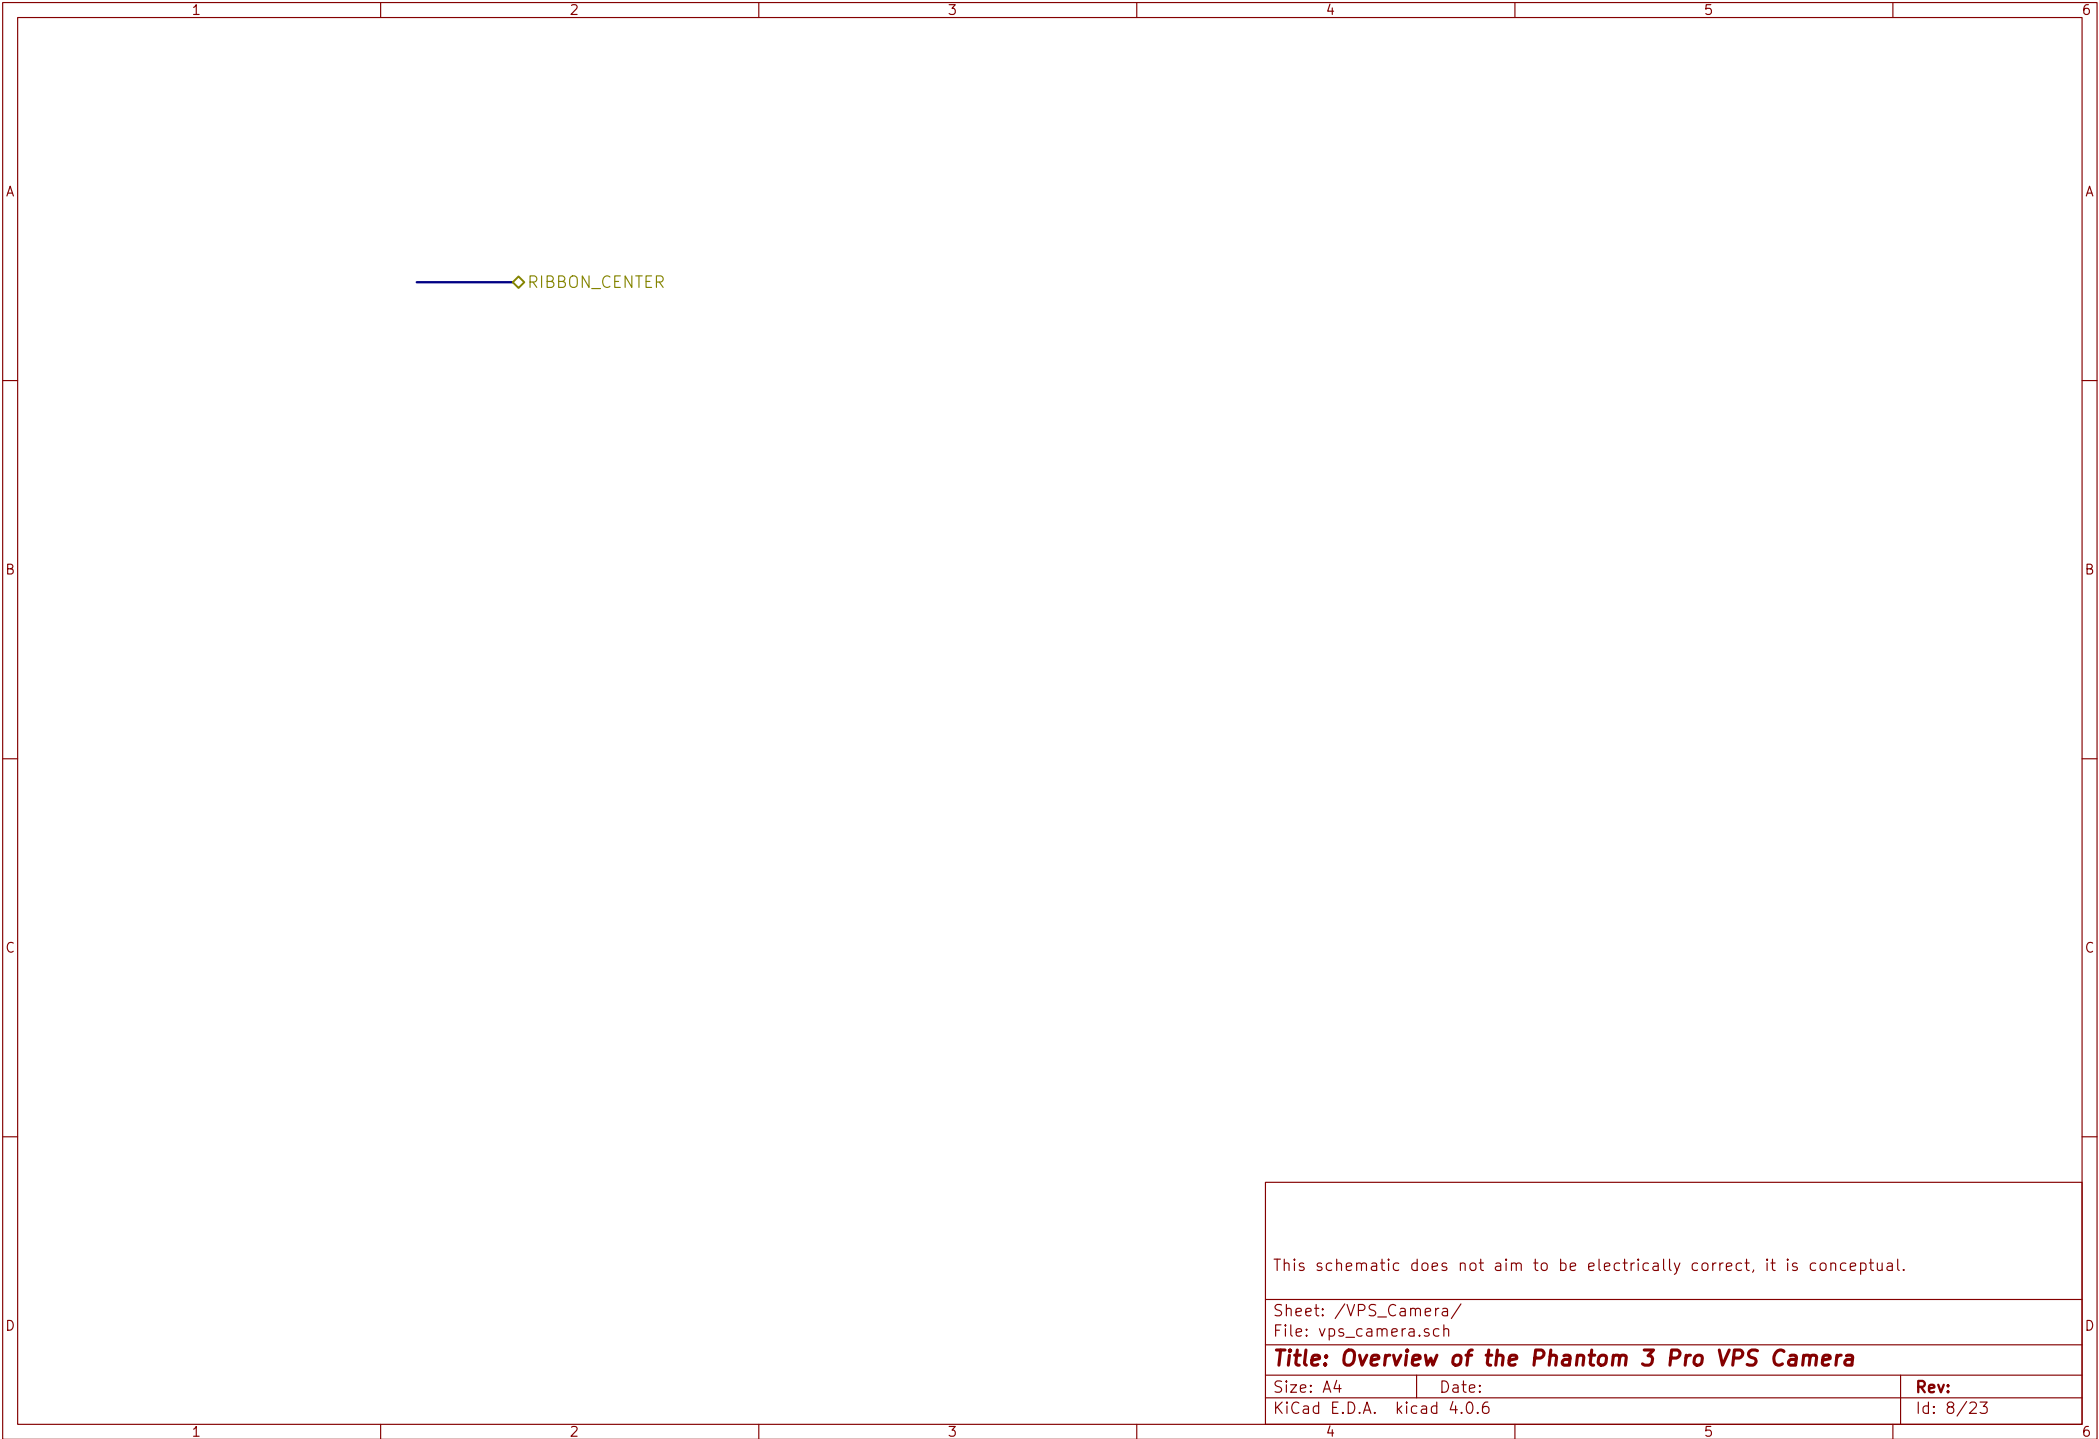 1 2 3 4 5 6
A A
RIBBON_CENTER
B B
C C
This schematic does not aim to be electrically correct, it is conceptual.
Sheet: /VPS_Camera/
File: vps_camera.sch
D D
Title: Overview of the Phantom 3 Pro VPS Camera
Size: A4 Date: Rev:
KiCad E.D.A. kicad 4.0.6 Id: 8/23
1 2 3 4 5 6